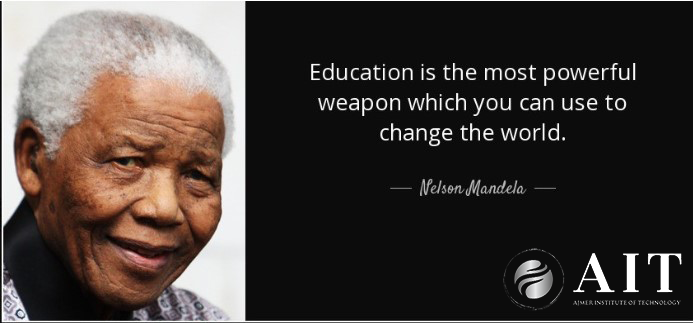 Education is the most powerful
weapon which you can use to
change the world.
Nelson Mandela
AIT
AJMER INSTITUTE OF TECHNOLOGY